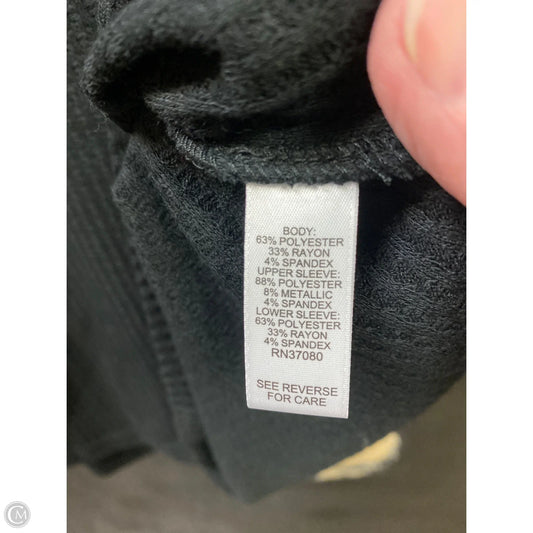 BODY:
63% POLYESTER
33% RAYON
4% SPANDEX
UPPER SLEEVE:
88% POLYESTER
8% METALLIC
4% SPANDEX
LOWER SLEEVE:
63% POLYESTER
33% RAYON
4% SPANDEX
RN37080
SEE REVERSE
FOR CARE
CM